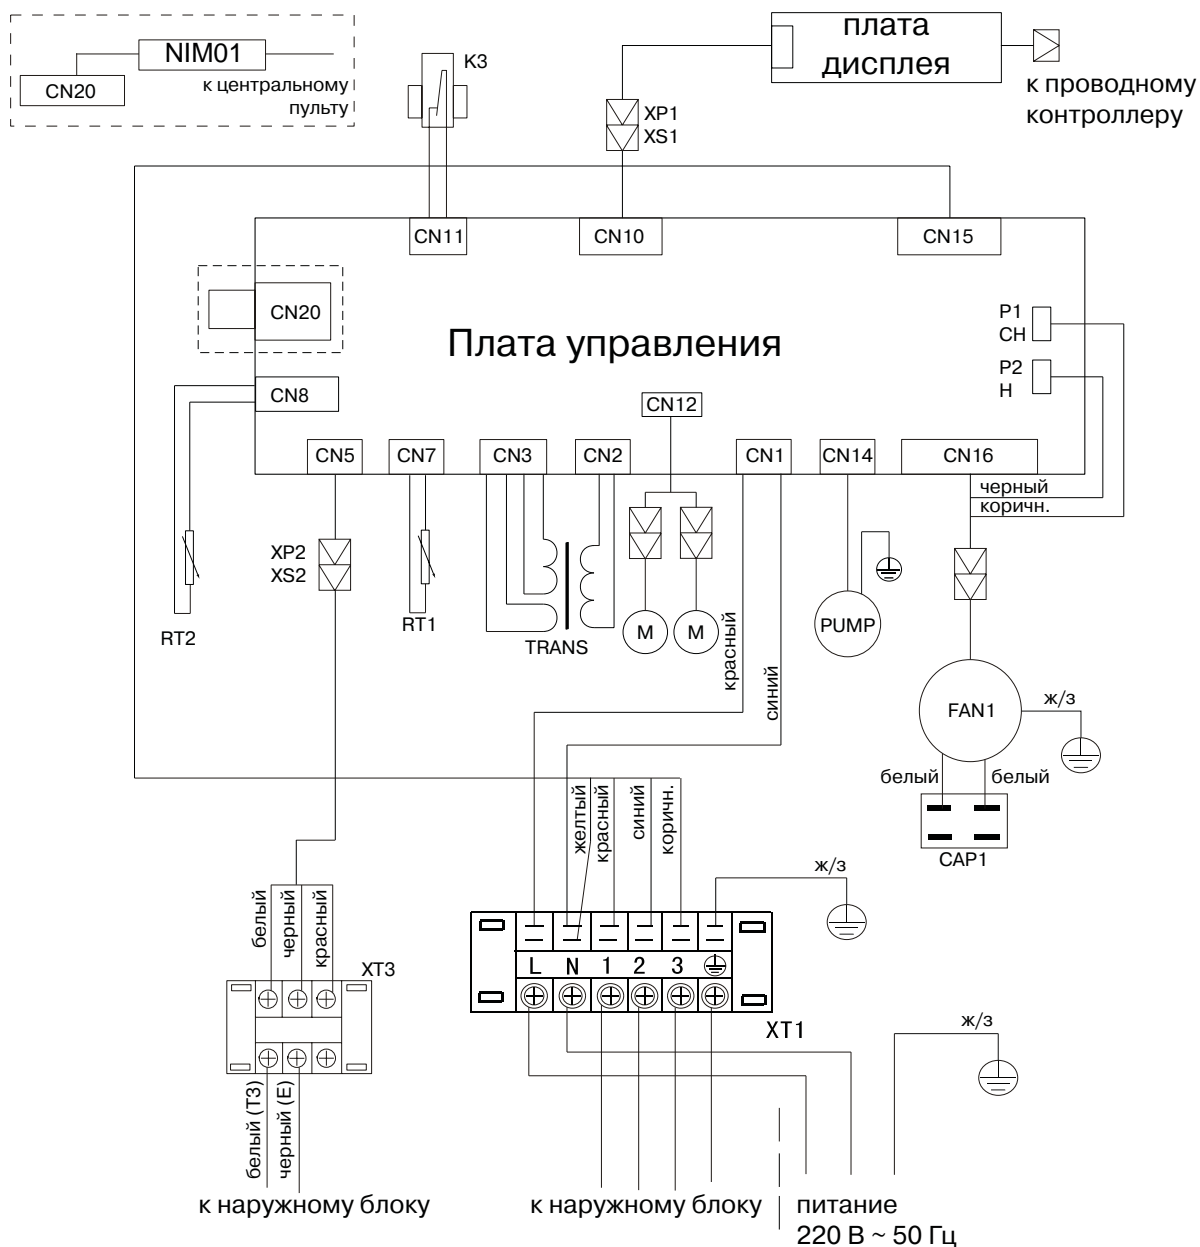 NIM01
CN20
к центральному
пульту
K3
плата
дисплея
XP1
XS1
к проводному
контроллеру
CN11
CN10
CN15
CN20
P1
CH
Плата управления
P2
H
CN8
CN12
CN5
CN7
CN3
CN2
CN1
CN14
CN16
черный
коричн.
XP2
XS2
RT2
RT1
TRANS
M
M
PUMP
красный
синий
FAN1
ж/з
белый
белый
CAP1
желтый
красный
синий
коричн.
ж/з
белый
черный
красный
XT3
L N 1 2 3
XT1
ж/з
белый (T3)
черный (E)
к наружному блоку
к наружному блоку
питание
220 В ~ 50 Гц